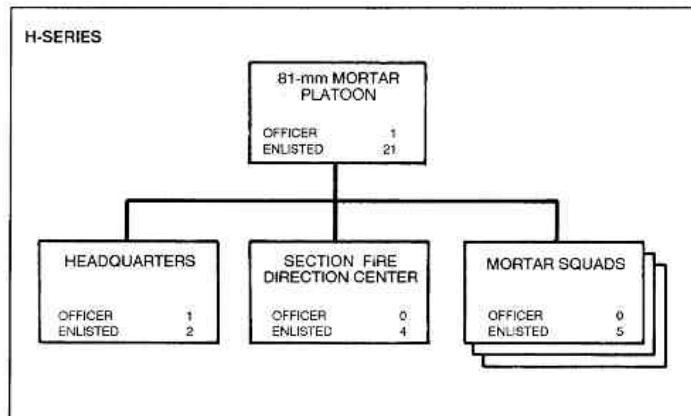 H-SERIES
81-mm MORTAR
PLATOON
OFFICER 1
ENLISTED 21
HEADQUARTERS
OFFICER 1
ENLISTED 2
SECTION FIRE
DIRECTION CENTER
OFFICER 0
ENLISTED 4
MORTAR SQUADS
OFFICER 0
ENLISTED 5